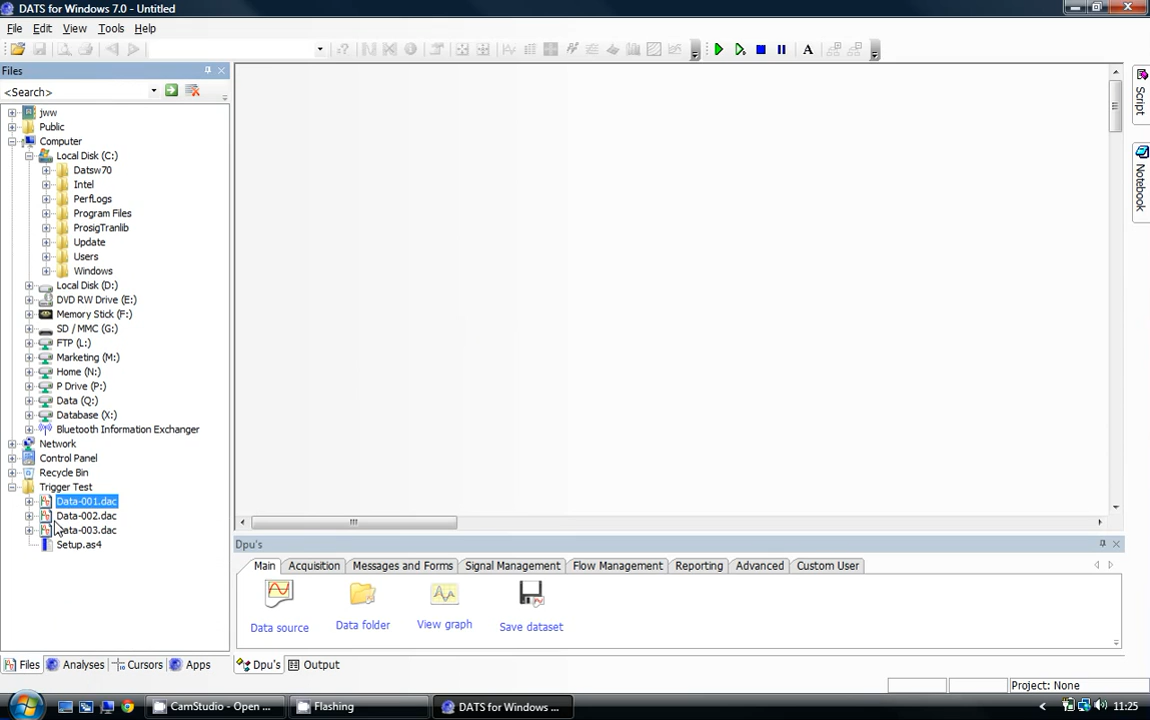 DATS for Windows 7.0 - Untitled
File Edit View Tools Help
A
Files
<Search>
jww
Public
Computer
Local Disk (C:)
Datsw70
Intel
PerfLogs
Program Files
ProsigTranlib
Update
Users
Windows
Local Disk (D:)
DVD RW Drive (E:)
Memory Stick (F:)
SD / MMC (G:)
FTP (L:)
Marketing (M:)
Home (N:)
P Drive (P:)
Data (Q:)
Database (X:)
Bluetooth Information Exchanger
Network
Control Panel
Recycle Bin
Trigger Test
Data-001.dac
Data-002.dac
Data-003.dac
Setup.as4
Files Analyses Cursors Apps
Script
Notebook
Dpu's
Main Acquisition Messages and Forms Signal Management Flow Management Reporting Advanced Custom User
Data source Data folder View graph Save dataset
Dpu's Output
Project: None
CamStudio - Open ... Flashing DATS for Windows ... 11:25